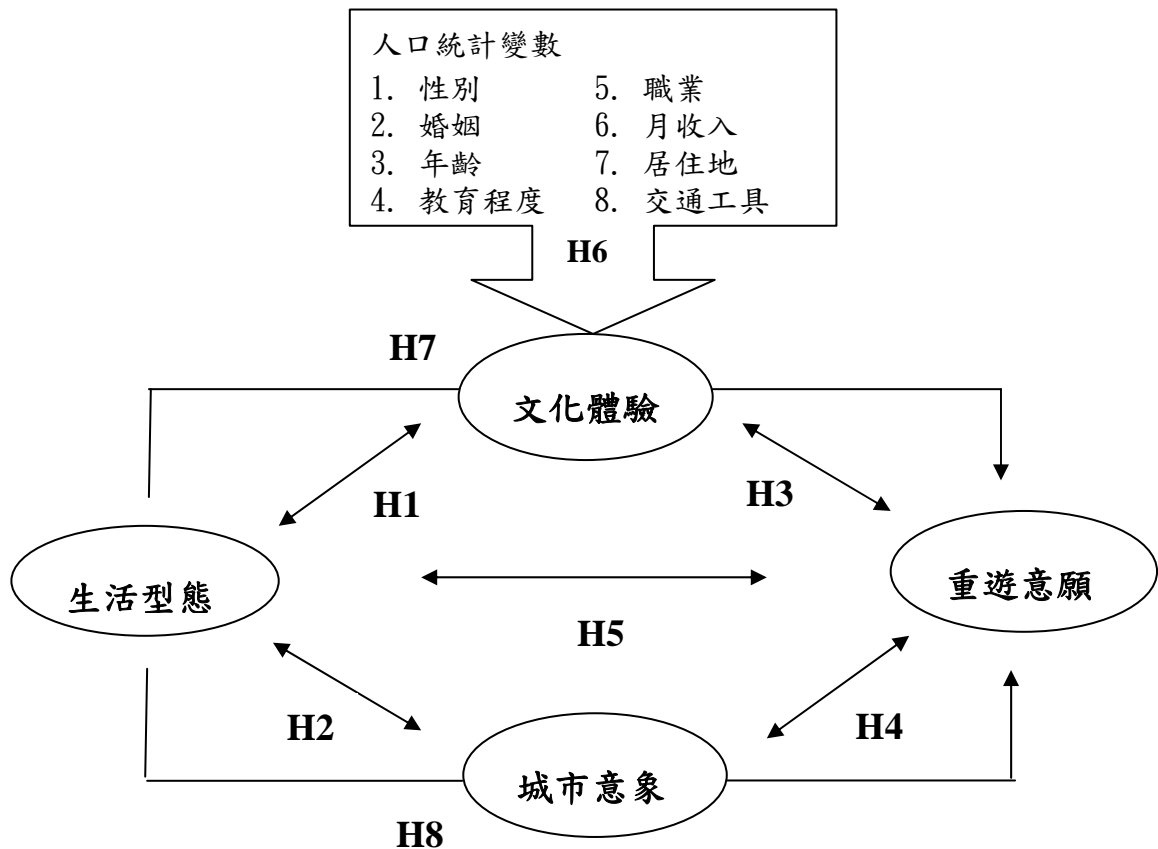 人口統計變數
1. 性別 5. 職業
2. 婚姻 6. 月收入
3. 年齡 7. 居住地
4. 教育程度 8. 交通工具
H6
H7
文化體驗
H1 H3
生活型態 重遊意願
H5
H2 H4
城市意象
H8